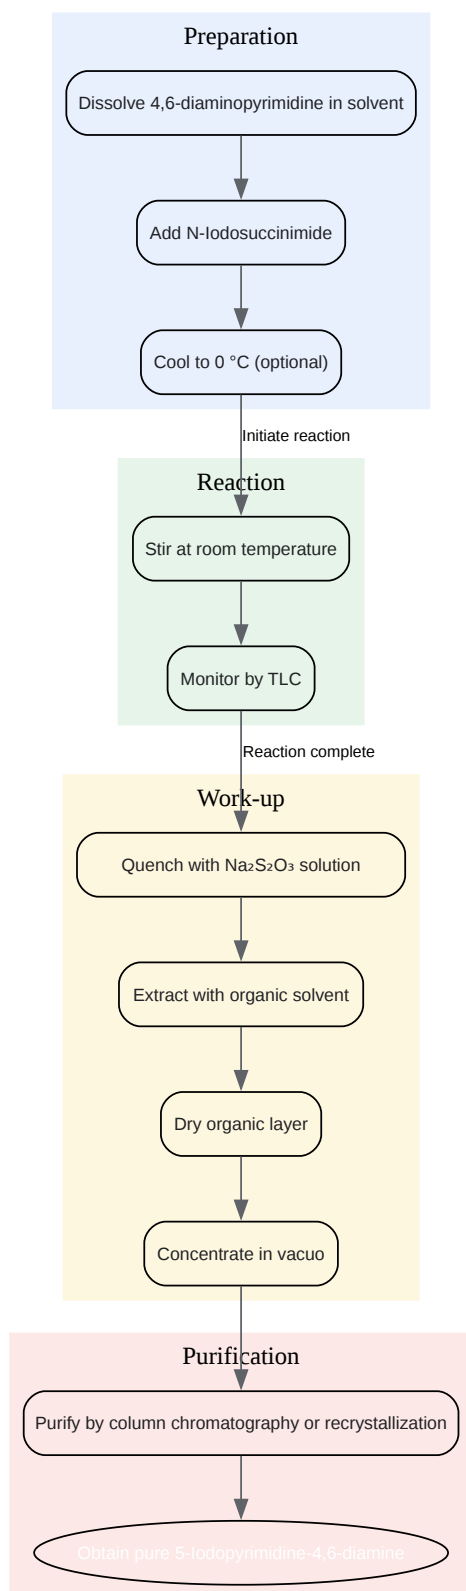 Preparation
Dissolve 4,6-diaminopyrimidine in solvent
Add N-Iodosuccinimide
Cool to 0 °C (optional)
Initiate reaction
Reaction
Stir at room temperature
Monitor by TLC
Reaction complete
Work-up
Quench with Na₂S₂O₃ solution
Extract with organic solvent
Dry organic layer
Concentrate in vacuo
Purification
Purify by column chromatography or recrystallization
Obtain pure 5-Iodopyrimidine-4,6-diamine